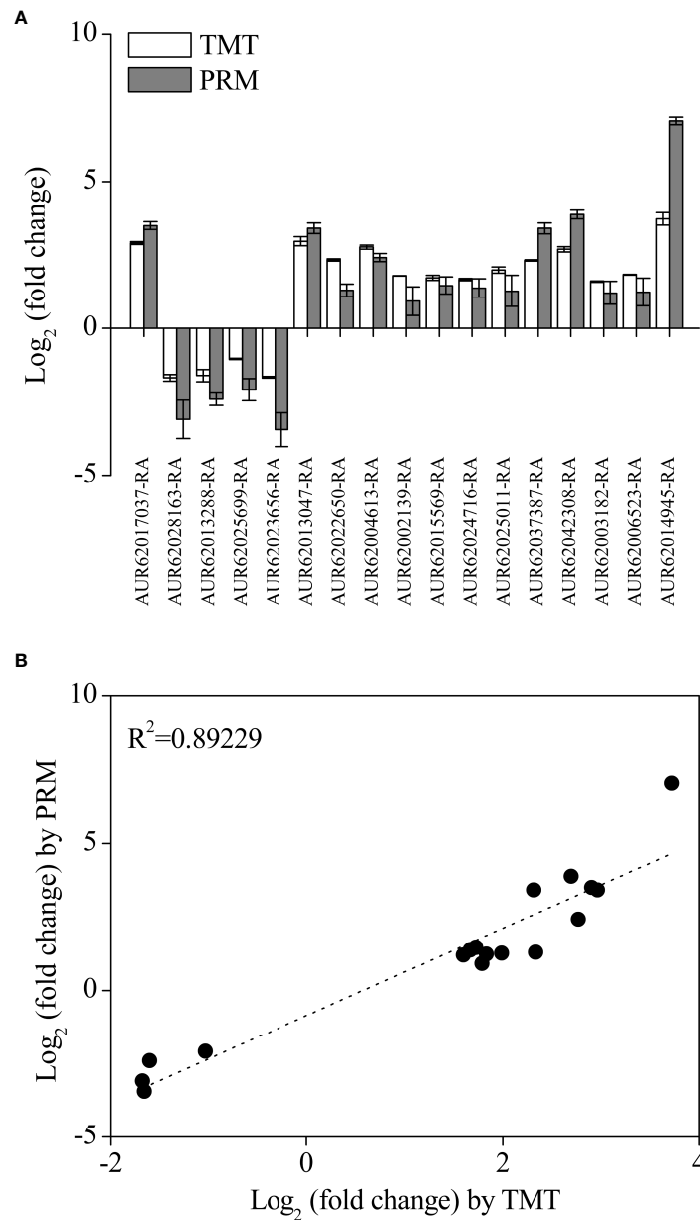 A
10
TMT
PRM
5
0
-5
Log2 (fold change)
AUR62017037-RA
AUR62028163-RA
AUR62013288-RA
AUR62025699-RA
AUR62023656-RA
AUR62013047-RA
AUR62022650-RA
AUR62004613-RA
AUR62002139-RA
AUR62015569-RA
AUR62024716-RA
AUR62025011-RA
AUR62037387-RA
AUR62042308-RA
AUR62003182-RA
AUR62006523-RA
AUR62014945-RA
B
10
R2=0.89229
5
0
-5
Log2 (fold change) by PRM
-2 0 2 4
Log2 (fold change) by TMT